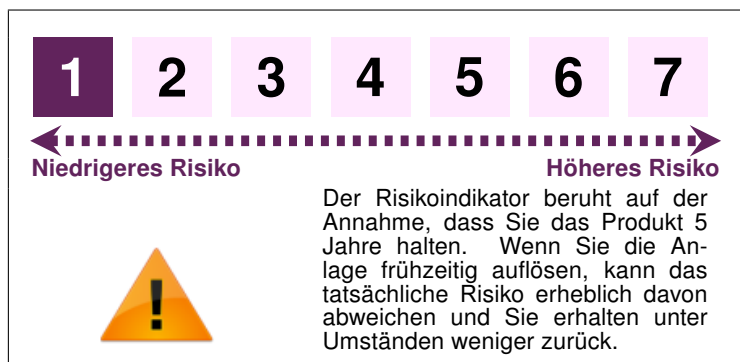 1 2 3 4 5 6 7
Niedrigeres Risiko Höheres Risiko
Der Risikoindikator beruht auf der
Annahme, dass Sie das Produkt 5
Jahre halten. Wenn Sie die An-
lage frühzeitig auflösen, kann das
tatsächliche Risiko erheblich davon
abweichen und Sie erhalten unter
Umständen weniger zurück.
!